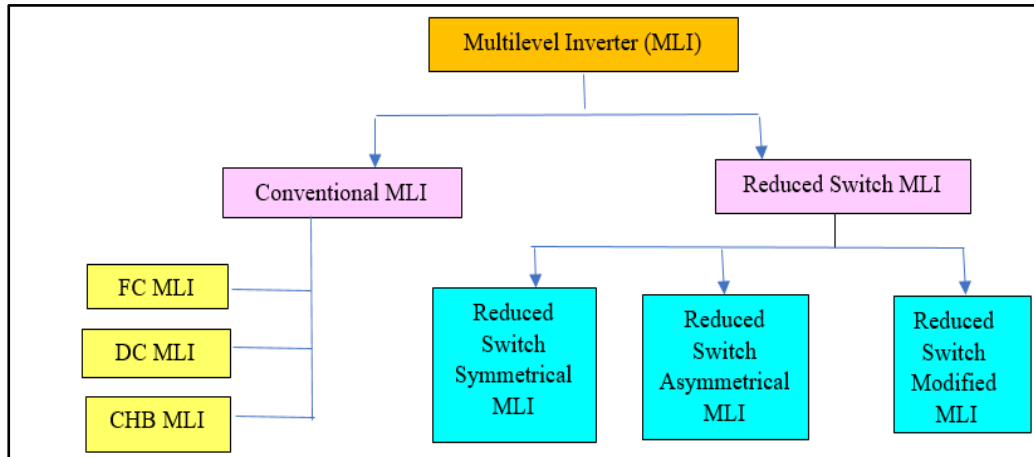 Multilevel Inverter (MLI)
Conventional MLI
Reduced Switch MLI
FC MLI
DC MLI
CHB MLI
Reduced
Switch
Symmetrical
MLI
Reduced
Switch
Asymmetrical
MLI
Reduced
Switch
Modified
MLI